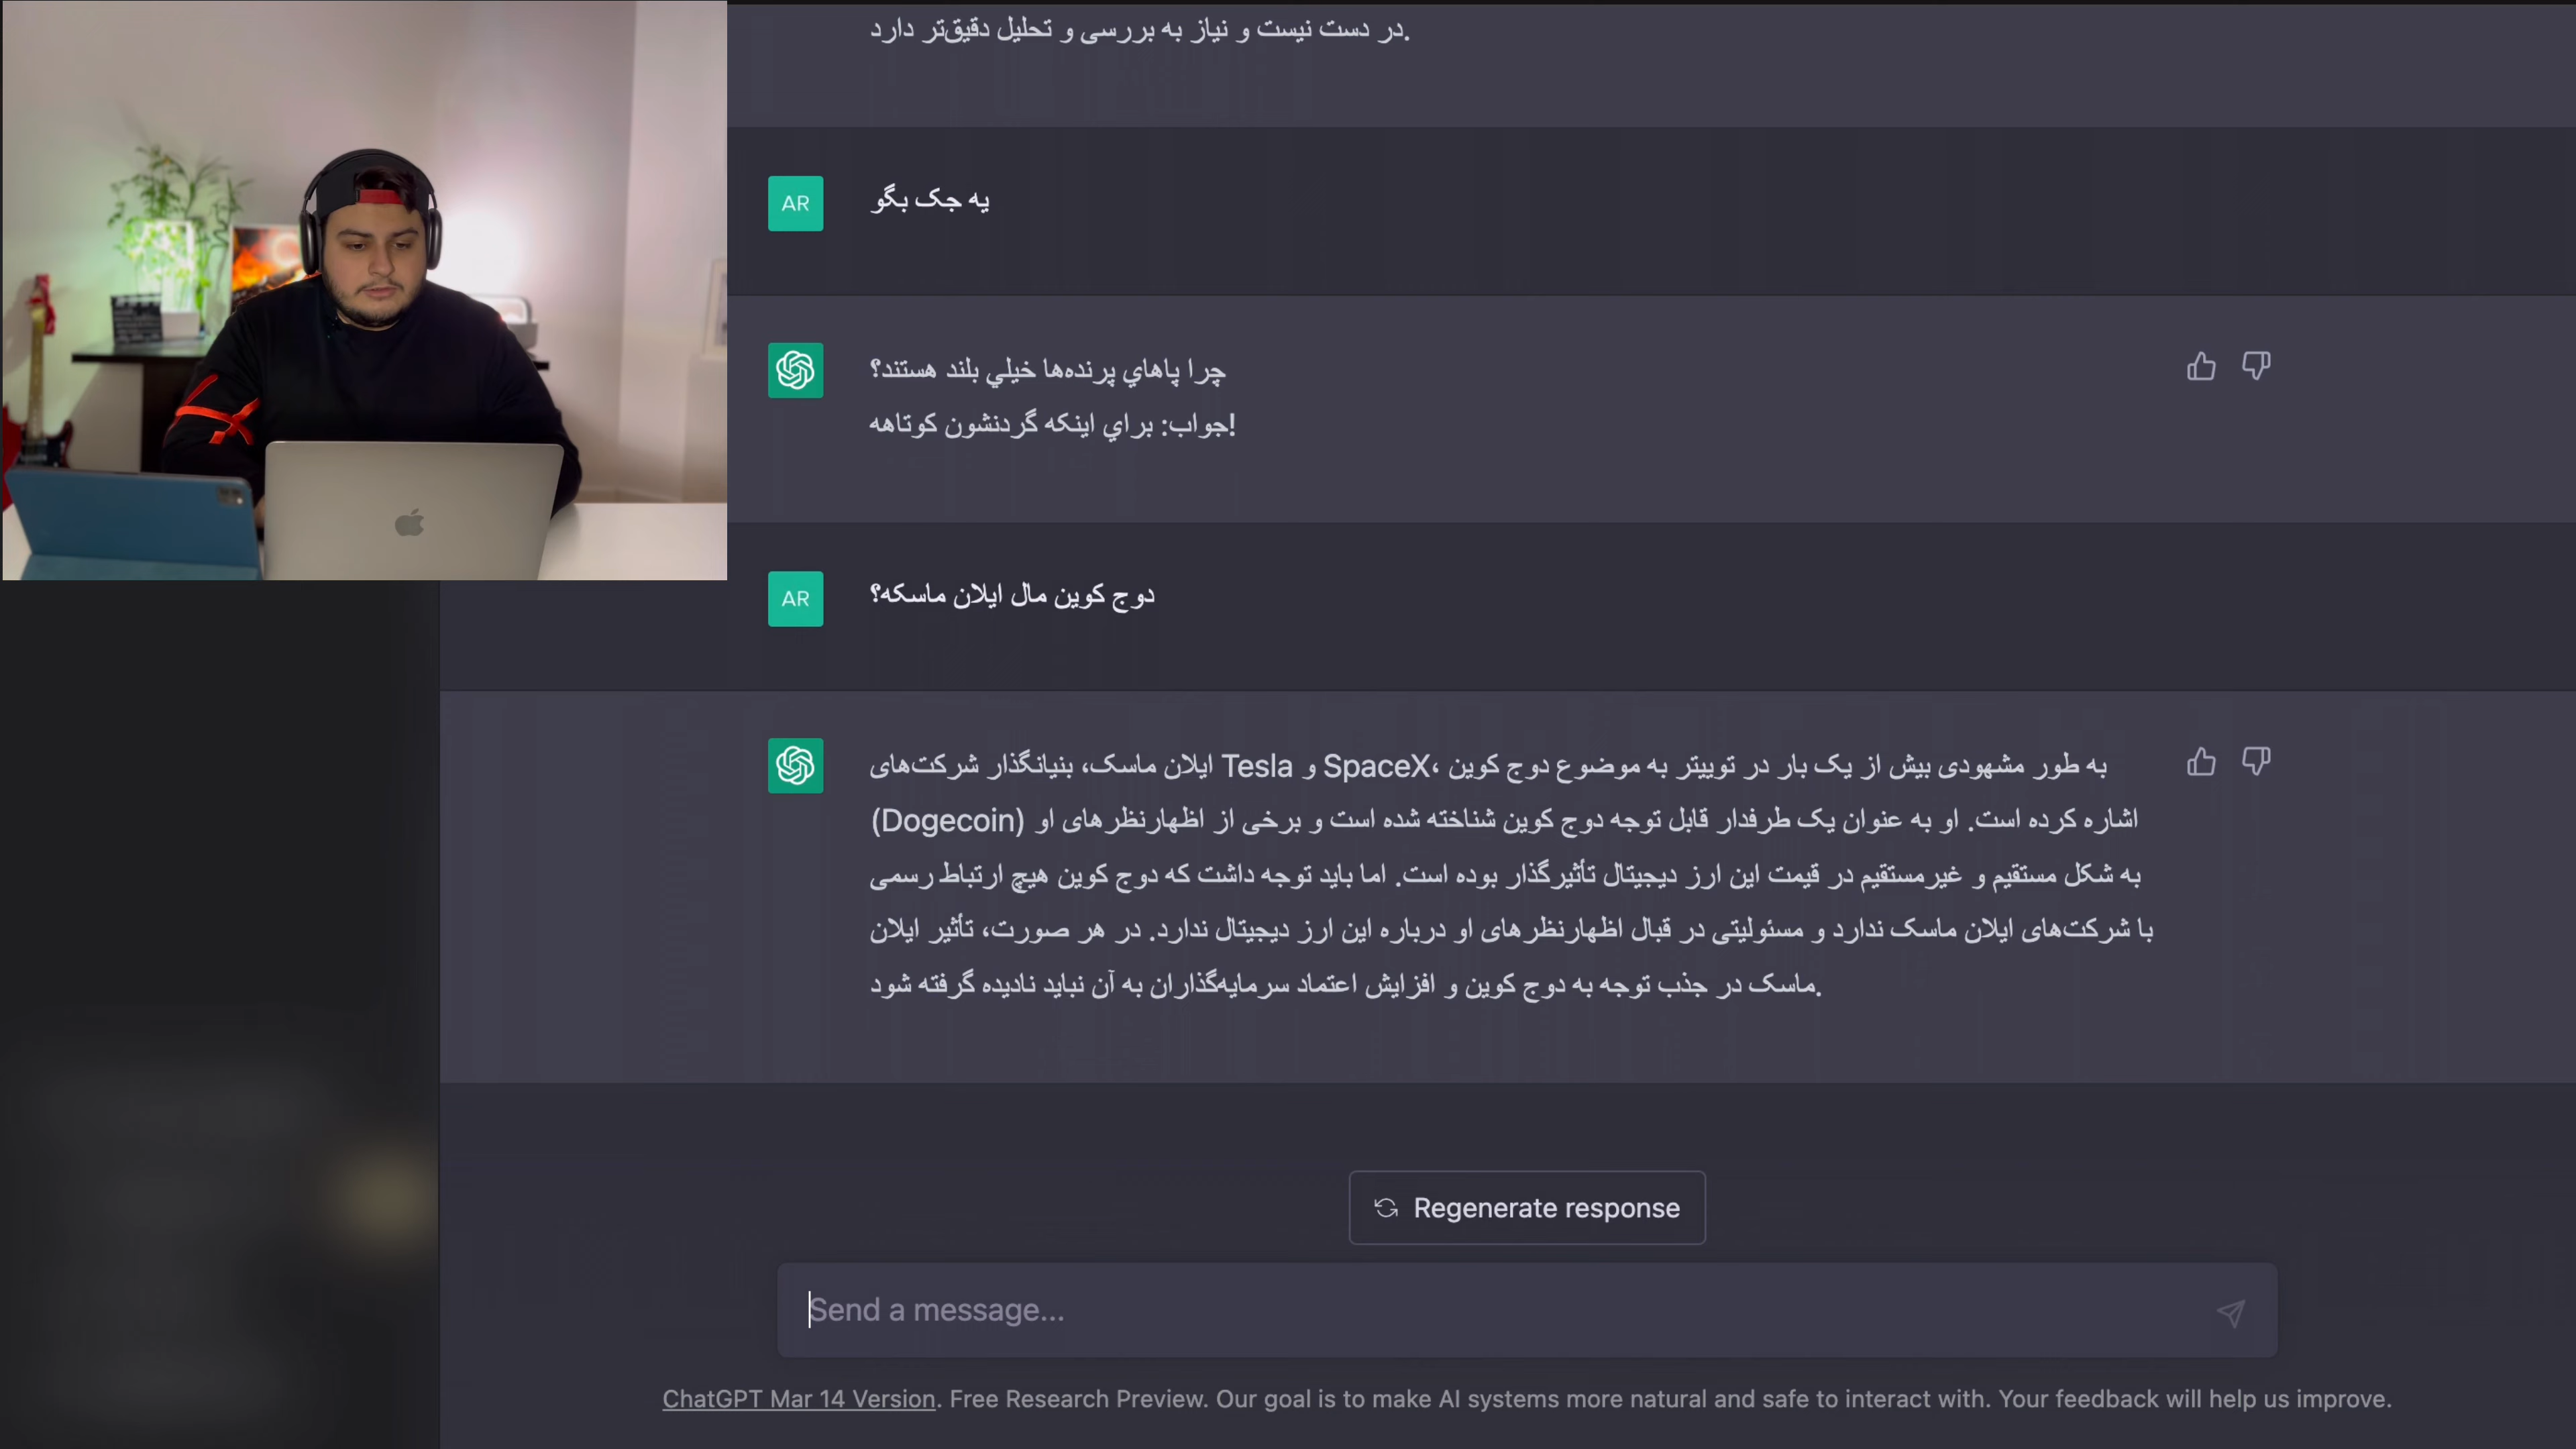 در دست نیست و نیاز به بررسی و تحلیل دقیق‌تر دارد.
AR
یه جک بگو
چرا پاهاي پرنده‌ها خيلي بلند هستند؟
جواب: براي اينکه گردنشون کوتاهه!
AR
دوج کوین مال ایلان ماسکه؟
ایلان ماسک، بنیانگذار شرکت‌های Tesla و SpaceX، به طور مشهودی بیش از یک بار در توییتر به موضوع دوج کوین
(Dogecoin) اشاره کرده است. او به عنوان یک طرفدار قابل توجه دوج کوین شناخته شده است و برخی از اظهارنظرهای او
به شکل مستقیم و غیرمستقیم در قیمت این ارز دیجیتال تأثیرگذار بوده است. اما باید توجه داشت که دوج کوین هیچ ارتباط رسمی
با شرکت‌های ایلان ماسک ندارد و مسئولیتی در قبال اظهارنظرهای او درباره این ارز دیجیتال ندارد. در هر صورت، تأثیر ایلان
ماسک در جذب توجه به دوج کوین و افزایش اعتماد سرمایه‌گذاران به آن نباید نادیده گرفته شود.
Regenerate response
Send a message...
ChatGPT Mar 14 Version. Free Research Preview. Our goal is to make AI systems more natural and safe to interact with. Your feedback will help us improve.